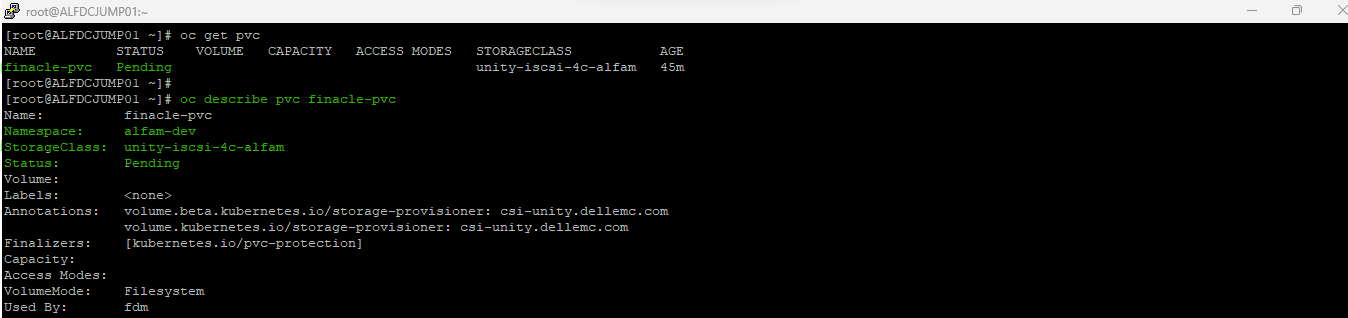 root@ALFDCJUMP01:~
[root@ALFDCJUMP01 ~]# oc get pvc
NAME          STATUS    VOLUME   CAPACITY   ACCESS MODES   STORAGECLASS           AGE
finacle-pvc   Pending                                      unity-iscsi-4c-alfam   45m
[root@ALFDCJUMP01 ~]#
[root@ALFDCJUMP01 ~]# oc describe pvc finacle-pvc
Name:          finacle-pvc
Namespace:     alfam-dev
StorageClass:  unity-iscsi-4c-alfam
Status:        Pending
Volume:
Labels:        <none>
Annotations:   volume.beta.kubernetes.io/storage-provisioner: csi-unity.dellemc.com
               volume.kubernetes.io/storage-provisioner: csi-unity.dellemc.com
Finalizers:    [kubernetes.io/pvc-protection]
Capacity:
Access Modes:
VolumeMode:    Filesystem
Used By:       fdm